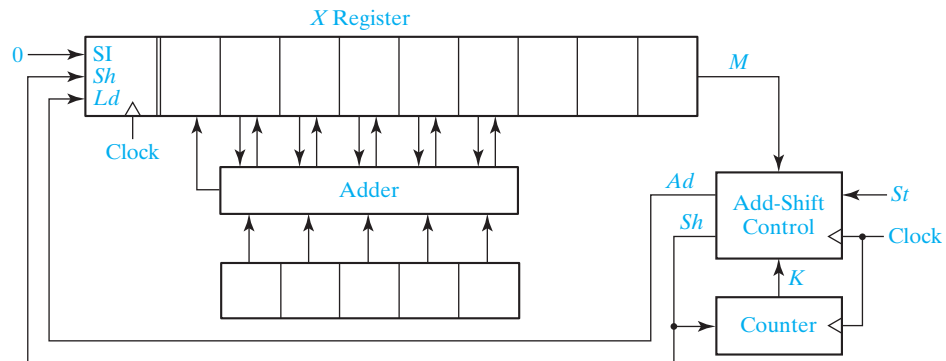 X Register
0
SI
Sh
Ld
M
Clock
Adder
Ad
Add-Shift
Control
St
Sh
Clock
K
Counter